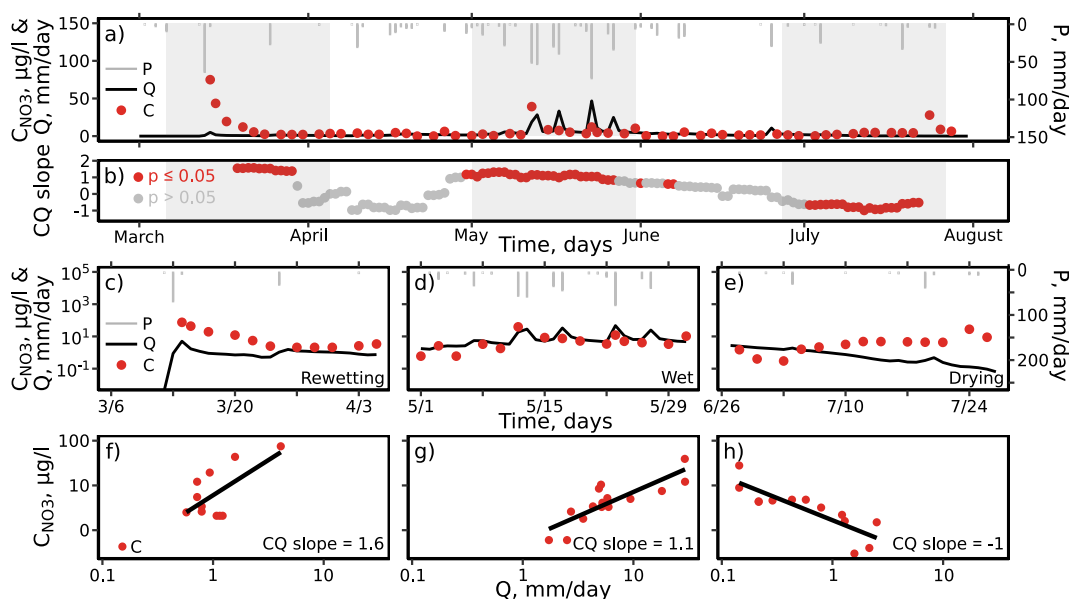 a)
C_NO3, µg/l &
Q, mm/day
150
100
50
0
P
Q
C
0
50
100
150
P, mm/day
b)
CQ slope
2
1
0
-1
p ≤ 0.05
p > 0.05
March April May June July August
Time, days
C_NO3, µg/l &
Q, mm/day
10^5
10^3
10^1
10^-1
c)
P
Q
C
Rewetting
3/6 3/20 4/3
d)
Wet
5/1 5/15 5/29
e)
Drying
6/26 7/10 7/24
0
50
100
150
200
P, mm/day
Time, days
C_NO3, µg/l
100
10
0
f)
C
CQ slope = 1.6
0.1 1 10
g)
CQ slope = 1.1
0.1 1 10
h)
CQ slope = -1
0.1 1 10
Q, mm/day